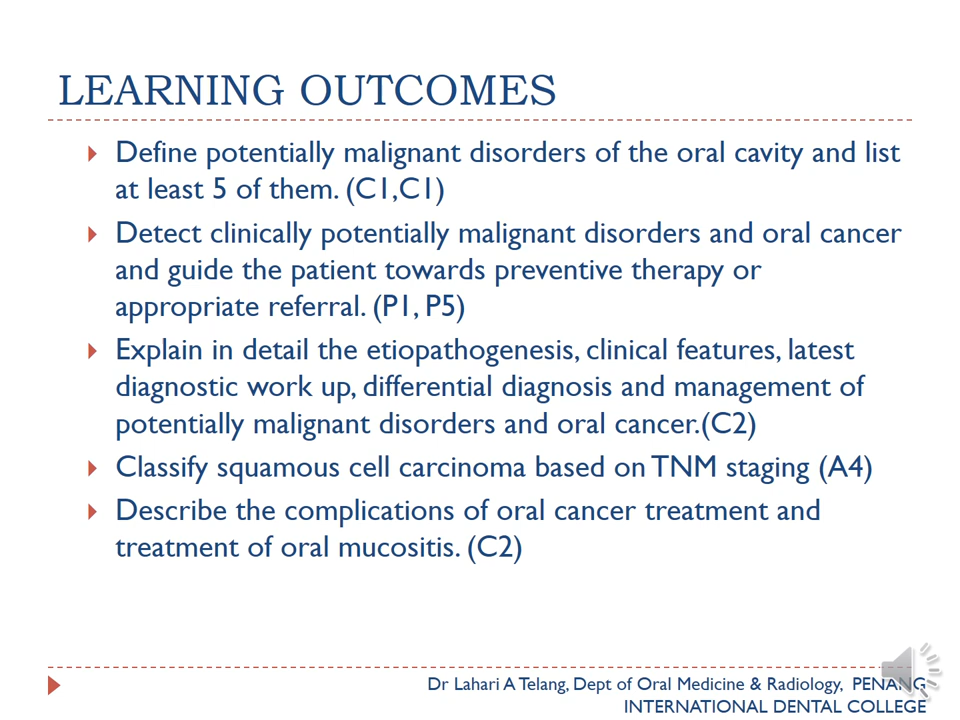 LEARNING OUTCOMES
Define potentially malignant disorders of the oral cavity and list
at least 5 of them. (C1,C1)
Detect clinically potentially malignant disorders and oral cancer
and guide the patient towards preventive therapy or
appropriate referral. (P1, P5)
Explain in detail the etiopathogenesis, clinical features, latest
diagnostic work up, differential diagnosis and management of
potentially malignant disorders and oral cancer.(C2)
Classify squamous cell carcinoma based on TNM staging (A4)
Describe the complications of oral cancer treatment and
treatment of oral mucositis. (C2)
Dr Lahari A Telang, Dept of Oral Medicine & Radiology, PENANG
INTERNATIONAL DENTAL COLLEGE